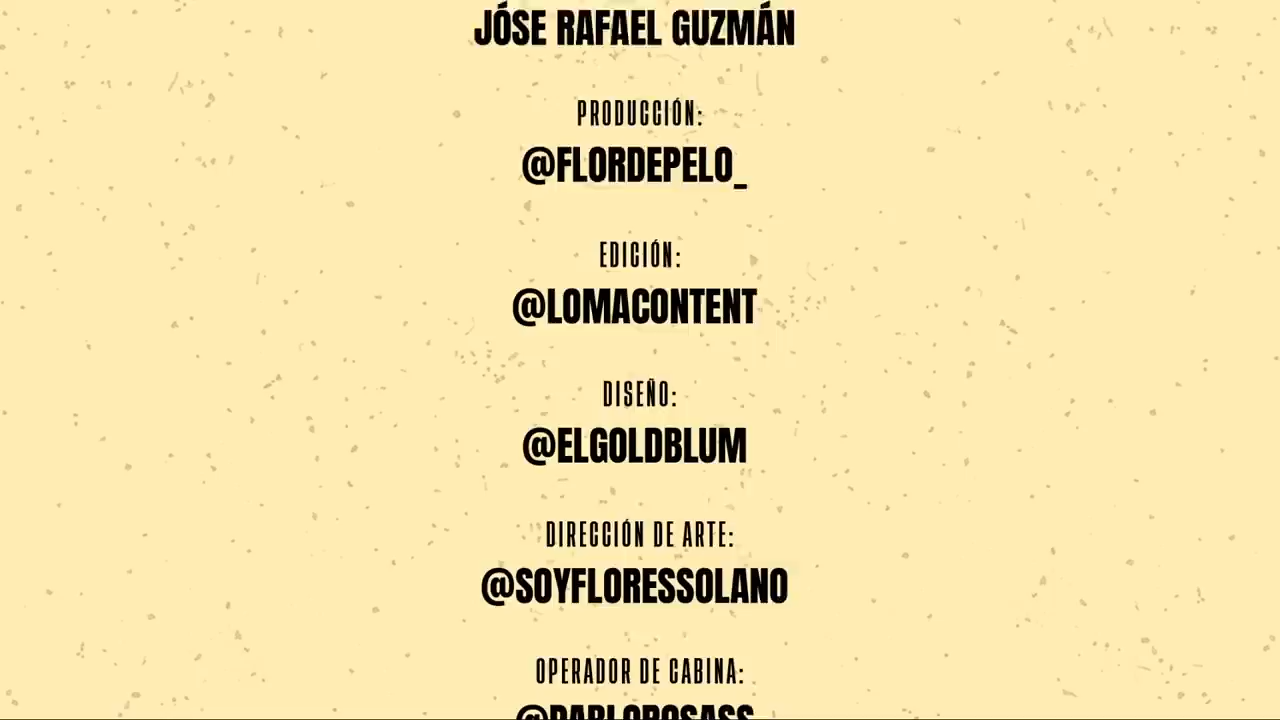 JÓSE RAFAEL GUZMÁN
PRODUCCIÓN:
@FLORDEPELO_
EDICIÓN:
@LOMACONTENT
DISEÑO:
@ELGOLDBLUM
DIRECCIÓN DE ARTE:
@SOYFLORESSOLANO
OPERADOR DE CABINA: